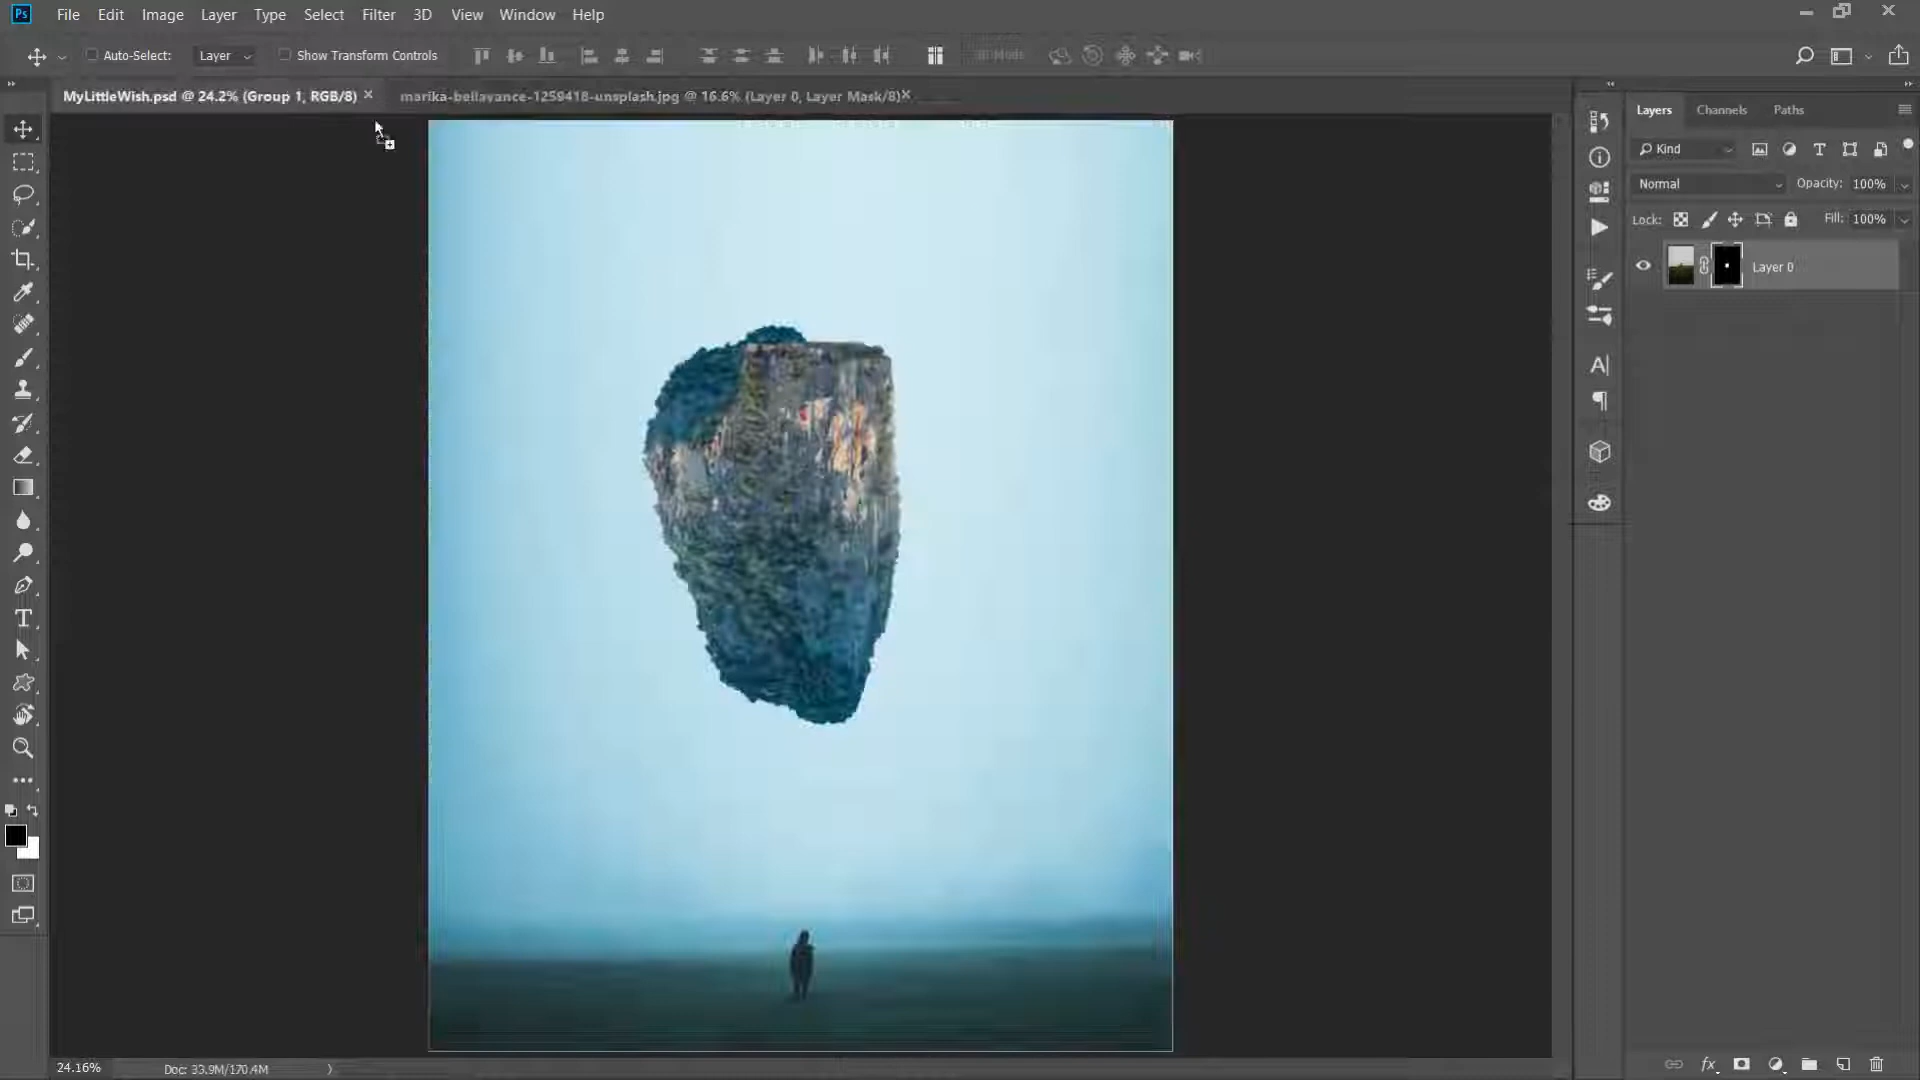 Ps File Edit Image Layer Type Select Filter 3D View Window Help
Auto-Select: Layer Show Transform Controls 3D Mode
MyLittleWish.psd @ 24.2% (Group 1, RGB/8) × marika-bellavance-1259418-unsplash.jpg @ 16.6% (Layer 0, Layer Mask/8) ×
Layers Channels Paths
Kind
Normal Opacity: 100%
Lock: Fill: 100%
Layer 0
24.16% Doc: 33.9M/170.4M